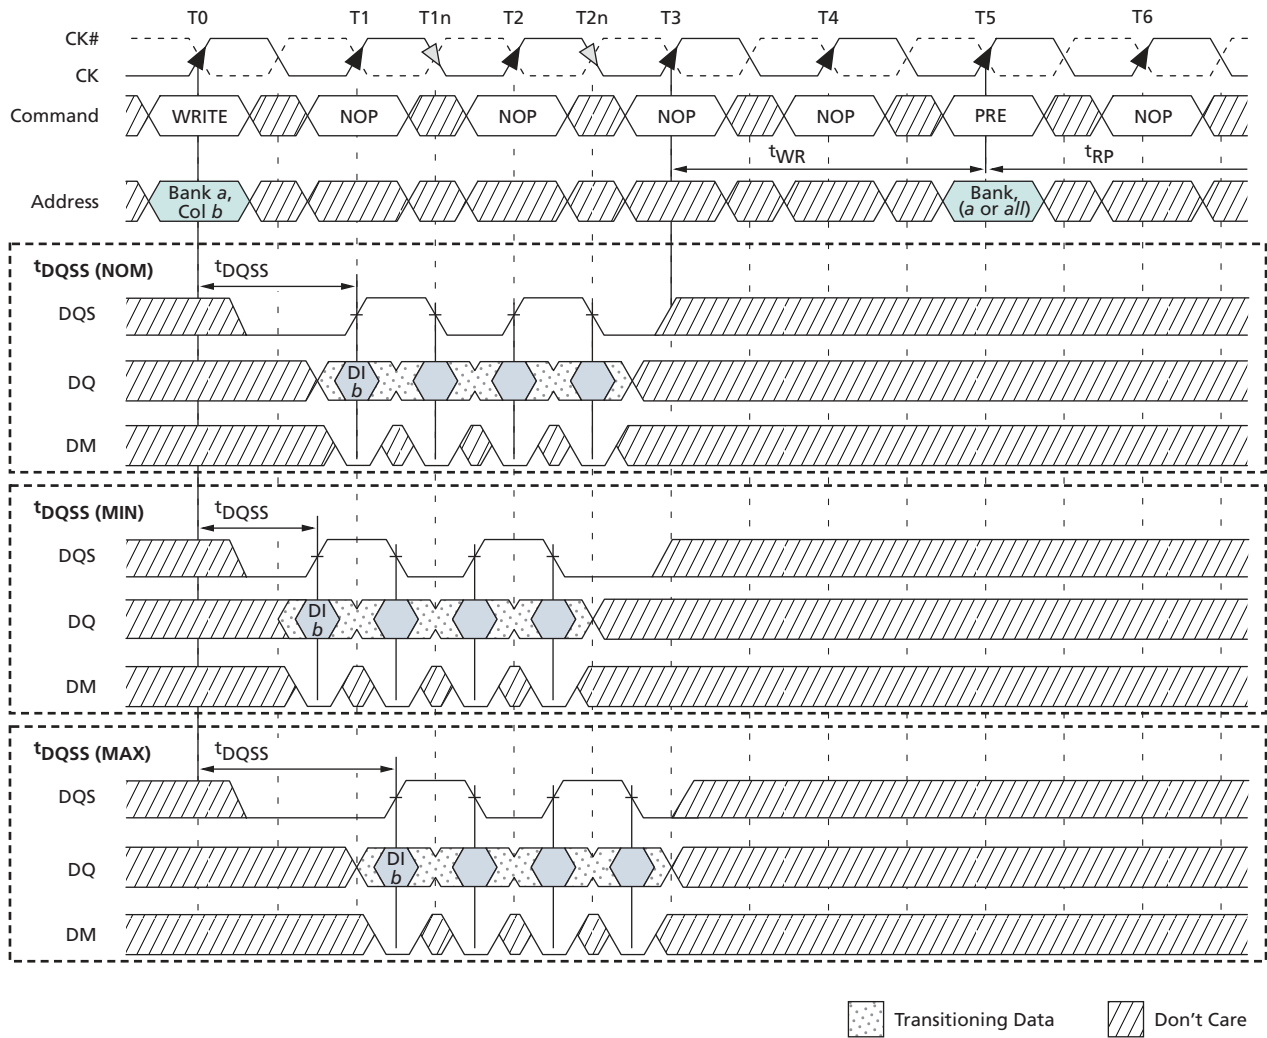 T0 T1 T1n T2 T2n T3 T4 T5 T6
CK#
CK
Command WRITE NOP NOP NOP NOP PRE NOP
tWR tRP
Address Bank a, Col b Bank, (a or all)
tDQSS (NOM) tDQSS
DQS
DQ DI b
DM
tDQSS (MIN) tDQSS
DQS
DQ DI b
DM
tDQSS (MAX) tDQSS
DQS
DQ DI b
DM
Transitioning Data Don't Care